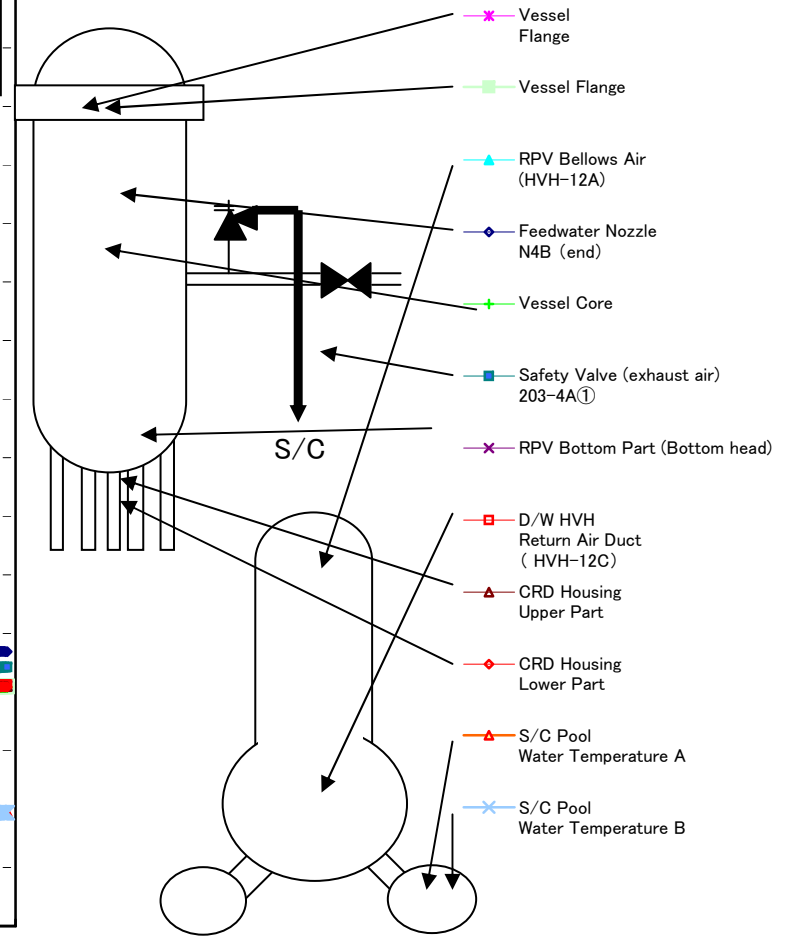 Vessel
Flange
Vessel Flange
RPV Bellows Air
(HVH-12A)
Feedwater Nozzle
N4B (end)
Vessel Core
Safety Valve (exhaust air)
203-4A①
S/C
RPV Bottom Part (Bottom head)
D/W HVH
Return Air Duct
( HVH-12C)
CRD Housing
Upper Part
CRD Housing
Lower Part
S/C Pool
Water Temperature A
S/C Pool
Water Temperature B